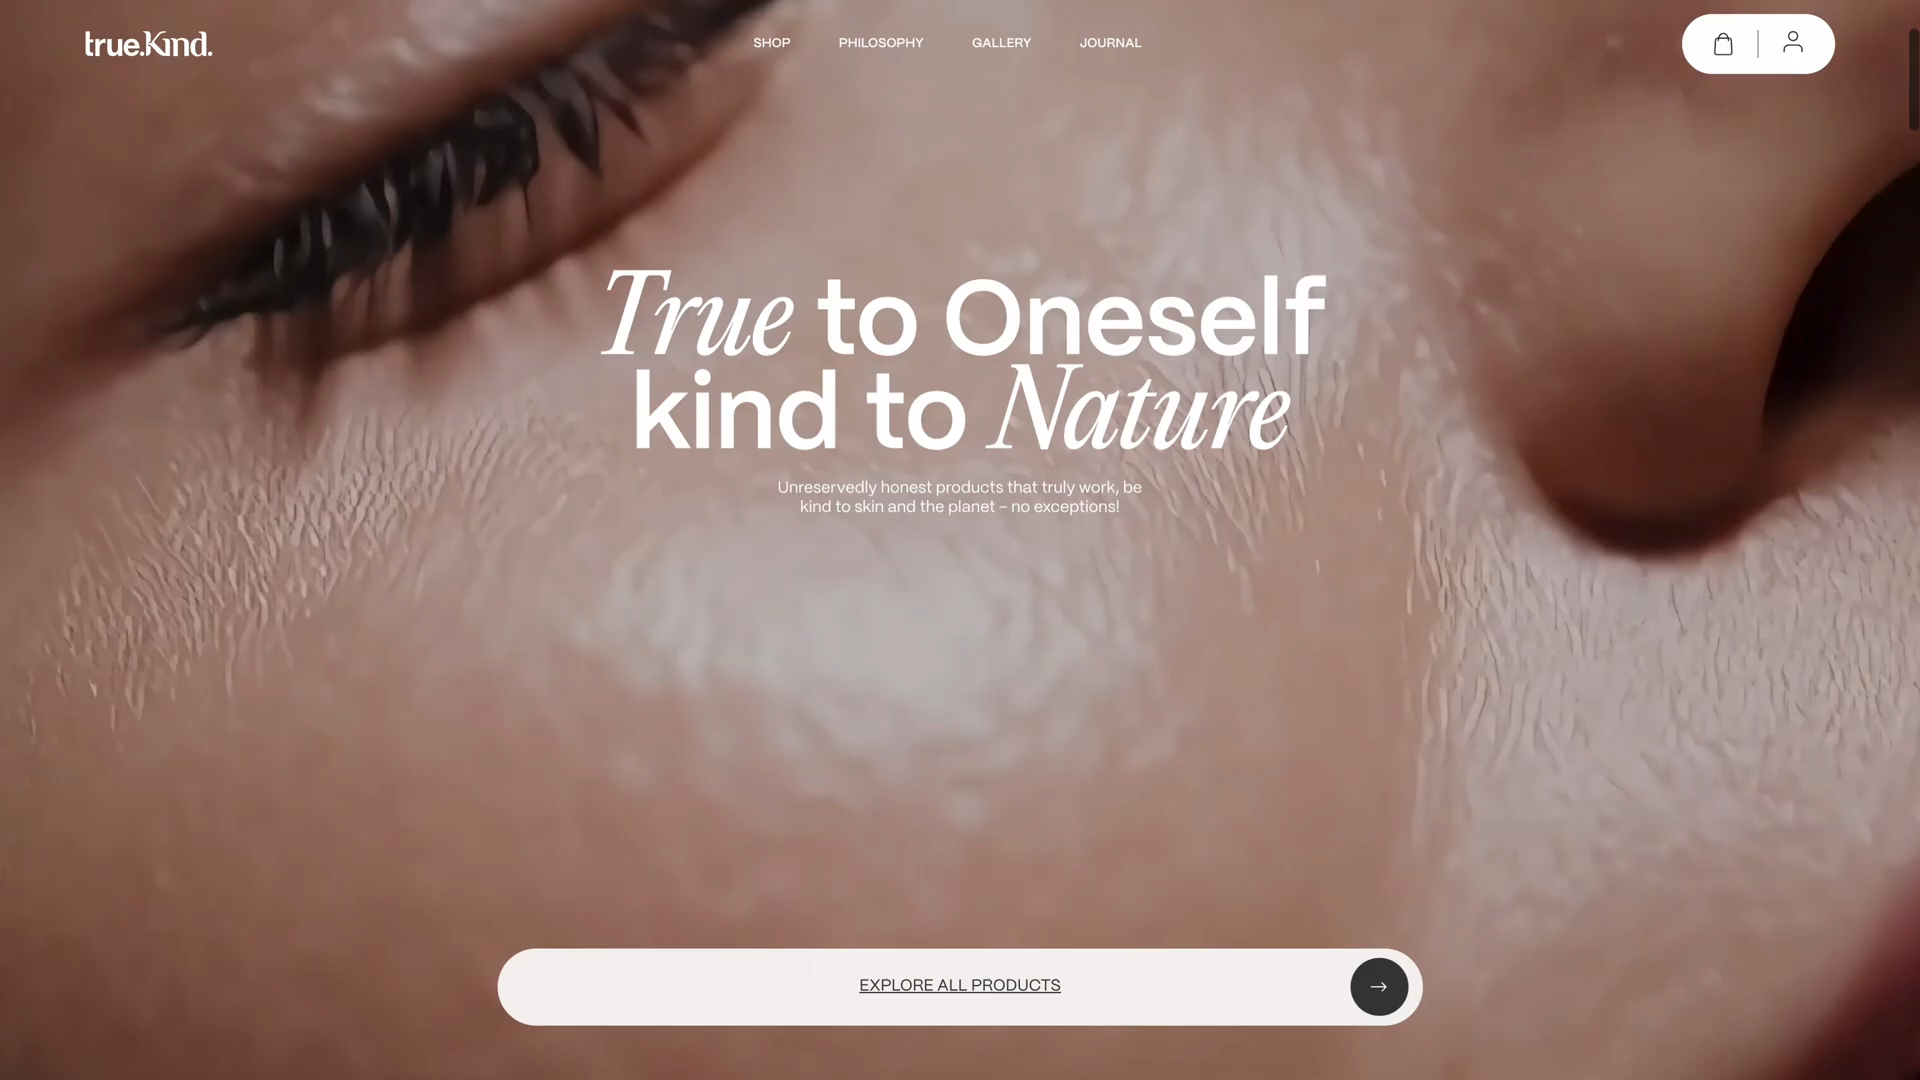 true.Kind.
SHOP
PHILOSOPHY
GALLERY
JOURNAL
True to Oneself
kind to Nature
Unreservedly honest products that truly work, be
kind to skin and the planet – no exceptions!
EXPLORE ALL PRODUCTS